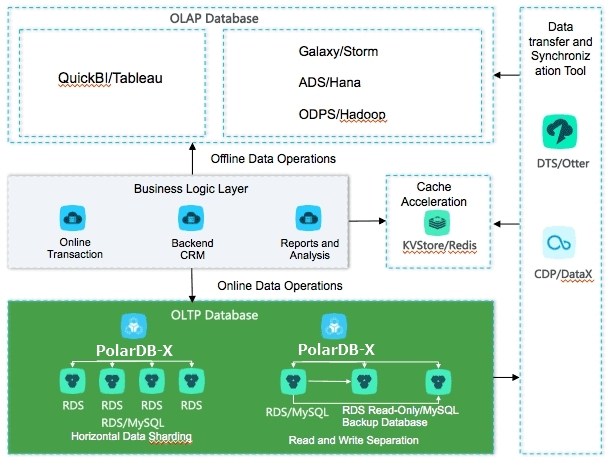 OLAP Database
QuickBI/Tableau
Galaxy/Storm
ADS/Hana
ODPS/Hadoop
Data
transfer and
Synchroniz
ation Tool
DTS/Otter
CDP/DataX
Offline Data Operations
Business Logic Layer
Online
Transaction
Backend
CRM
Reports and
Analysis
Cache
Acceleration
KVStore/Redis
Online Data Operations
OLTP Database
PolarDB-X
RDS
RDS
RDS
RDS
RDS/MySQL
Horizontal Data Sharding
PolarDB-X
RDS/MySQL
RDS Read-Only/MySQL
Backup Database
Read and Write Separation